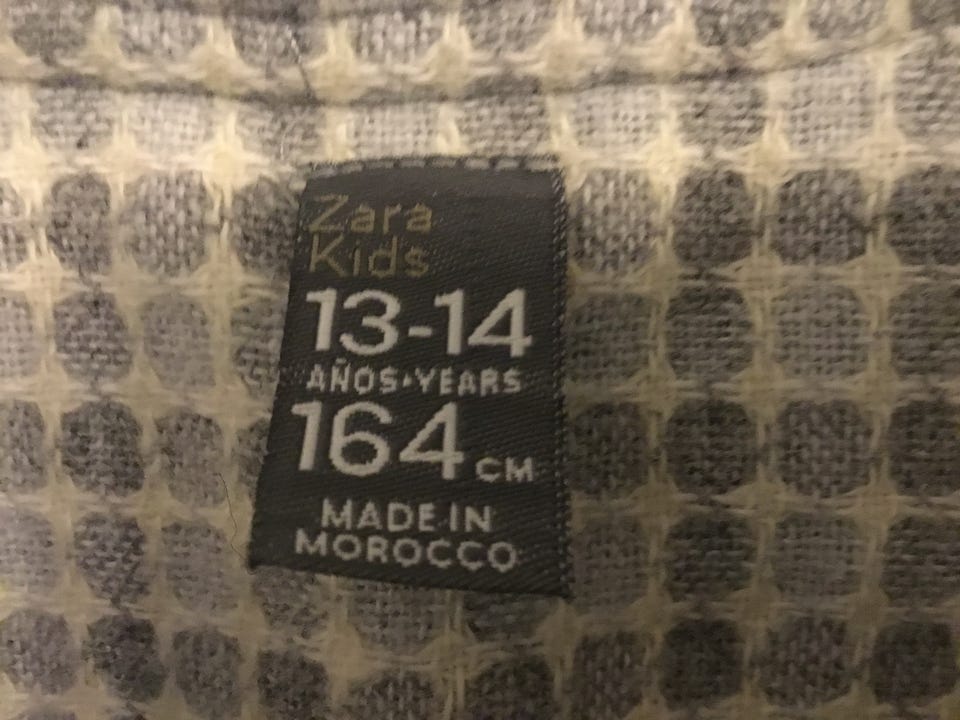 Zara
Kids
13-14
AÑOS•YEARS
164 CM
MADE IN
MOROCCO